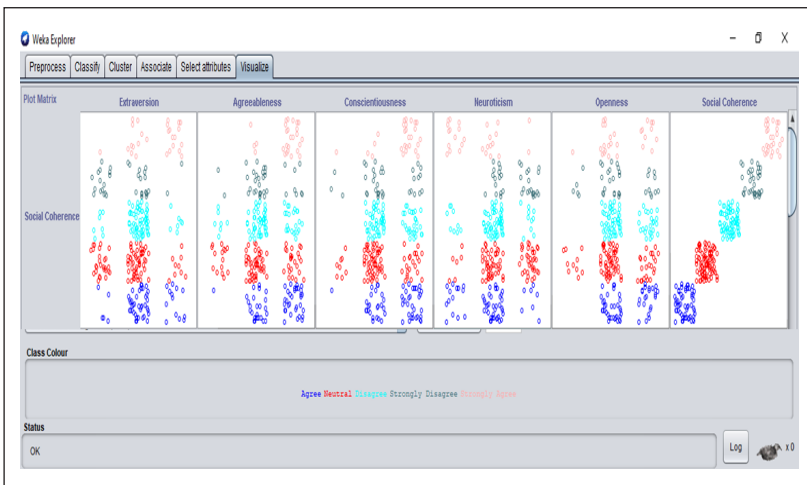 Weka Explorer
Preprocess Classify Cluster Associate Select attributes Visualize
Plot Matrix Extraversion Agreeableness Conscientiousness Neuroticism Openness Social Coherence
Social Coherence
Class Colour
Agree Neutral Disagree Strongly Disagree Strongly Agree
Status
OK
Log
x 0